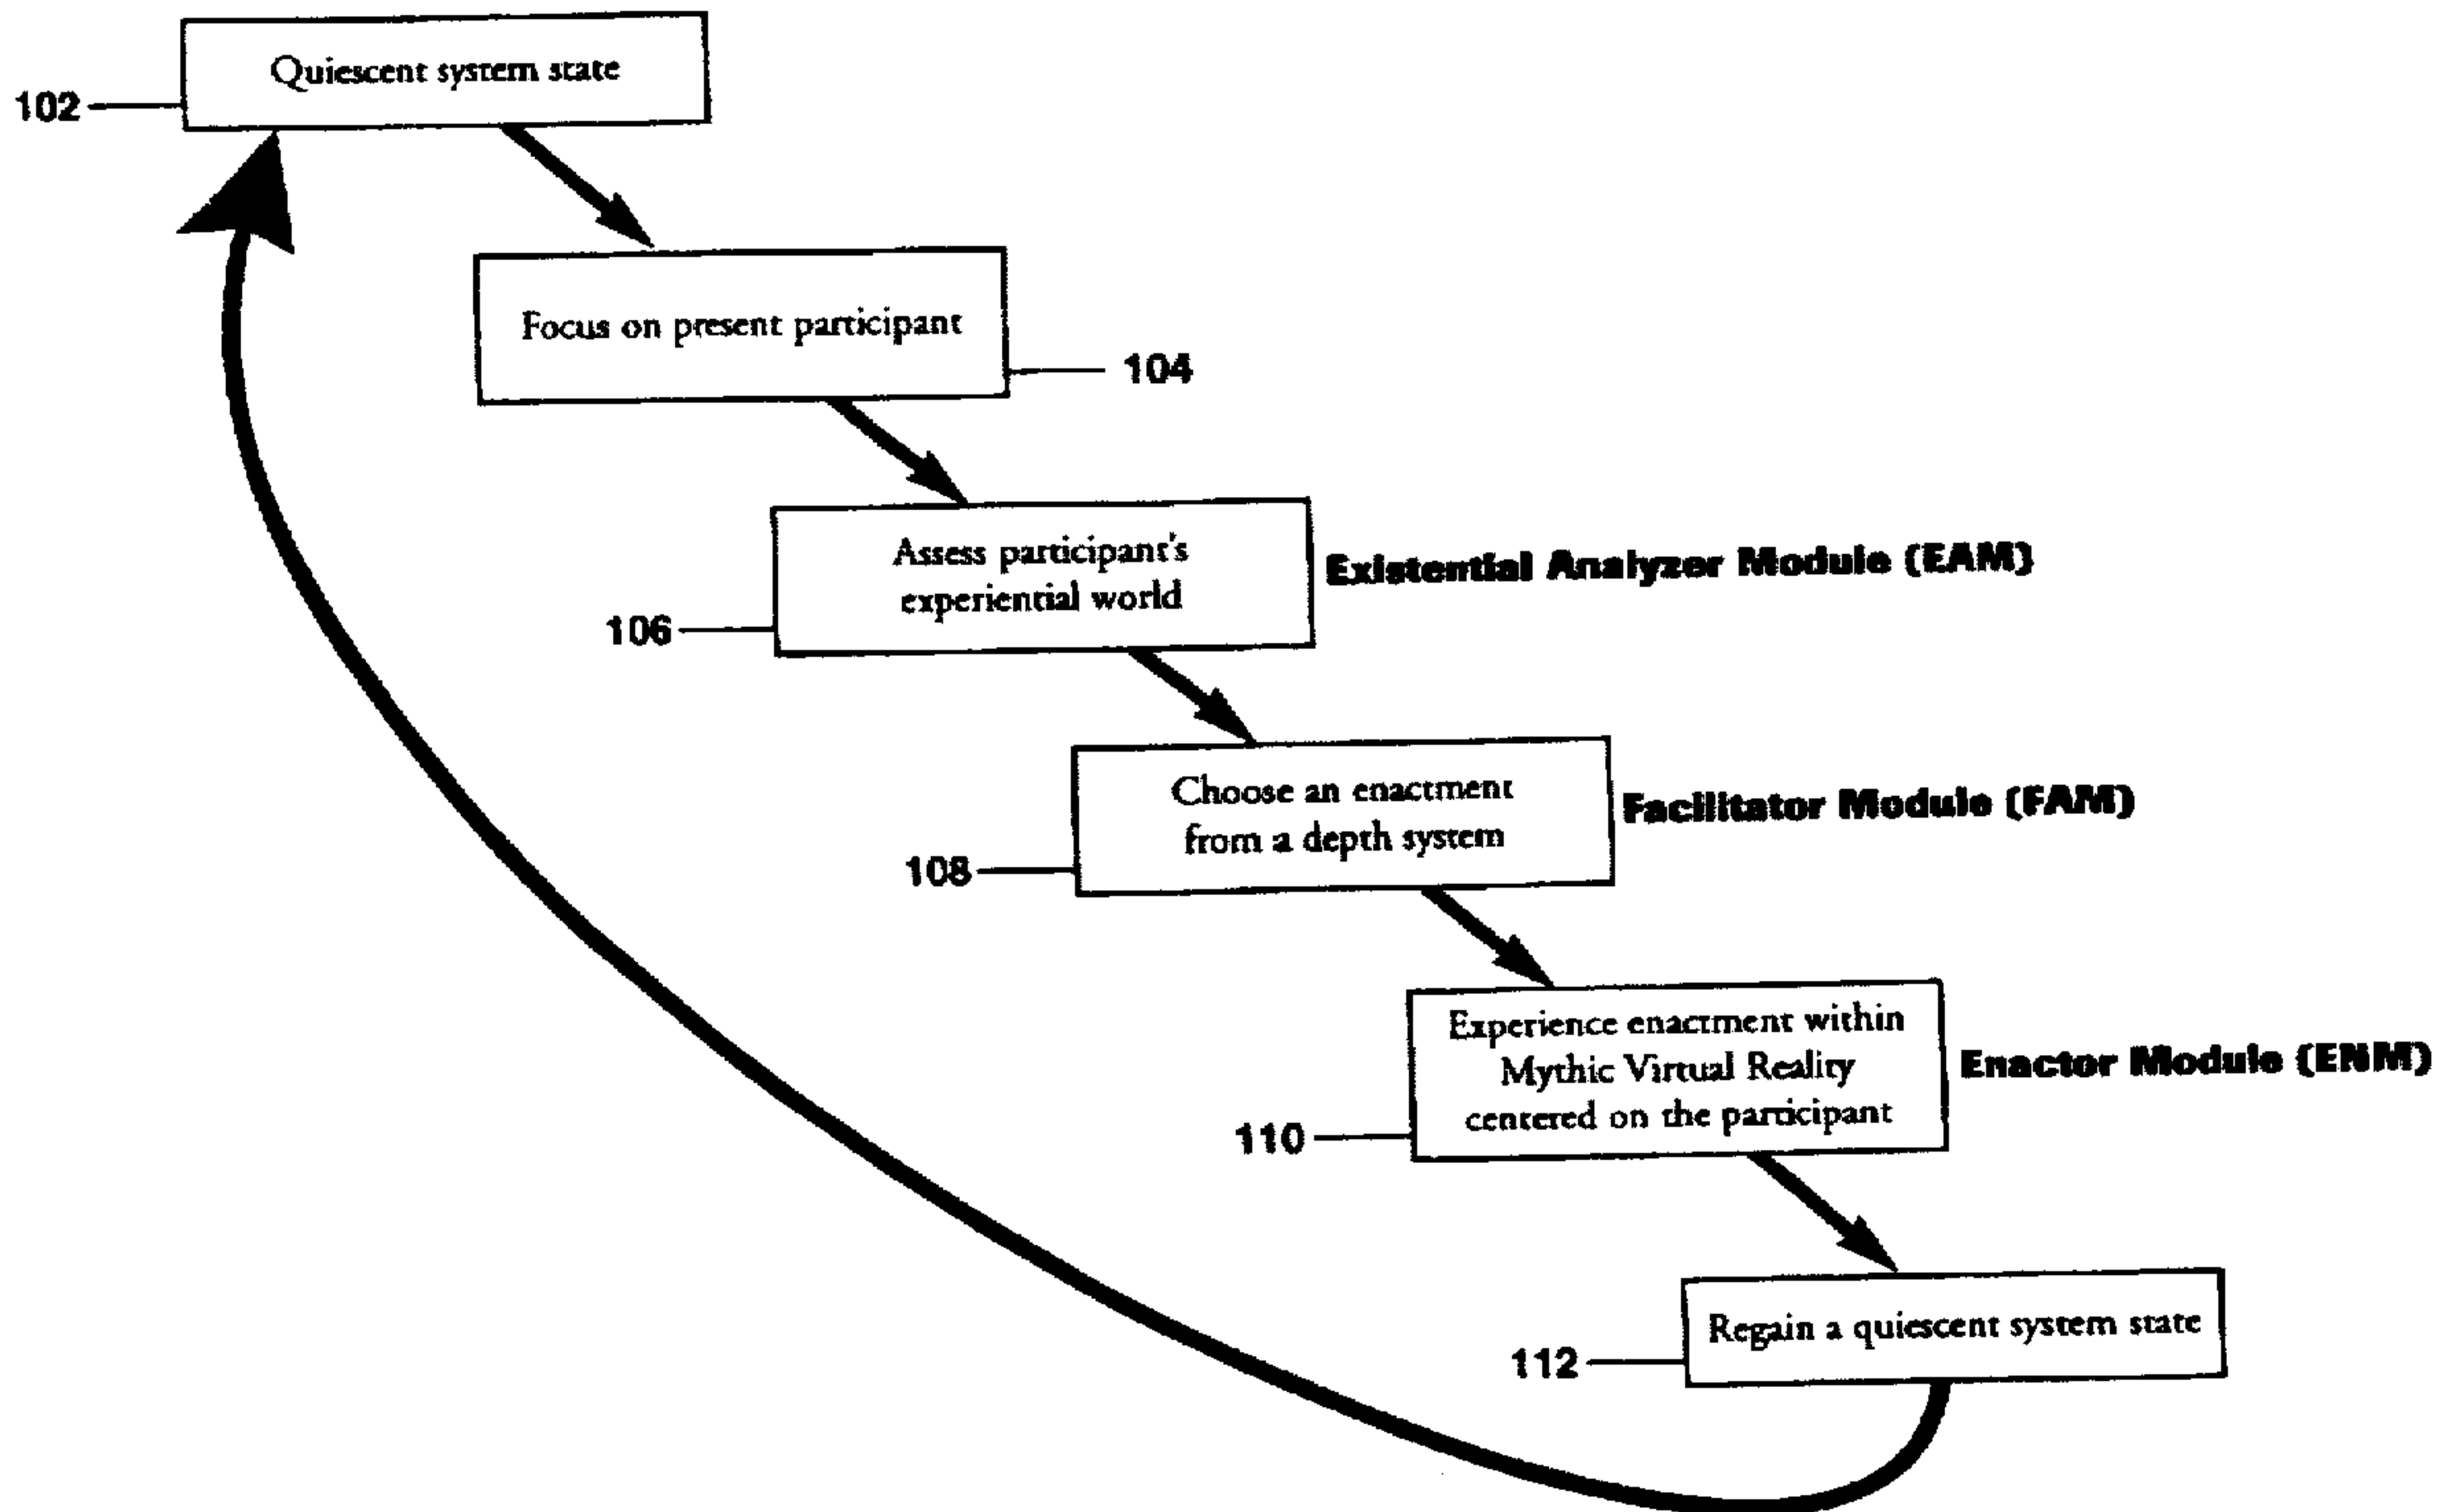 Quiescent system state
102
Focus on present participant
104
Assess participant's
experiential world
Existential Analyzer Module (EAM)
106
Choose an enactment
from a depth system
Facilitator Module (FAM)
108
Experience enactment within
Mythic Virtual Reality
centered on the participant
Enactor Module (ENM)
110
Regain a quiescent system state
112